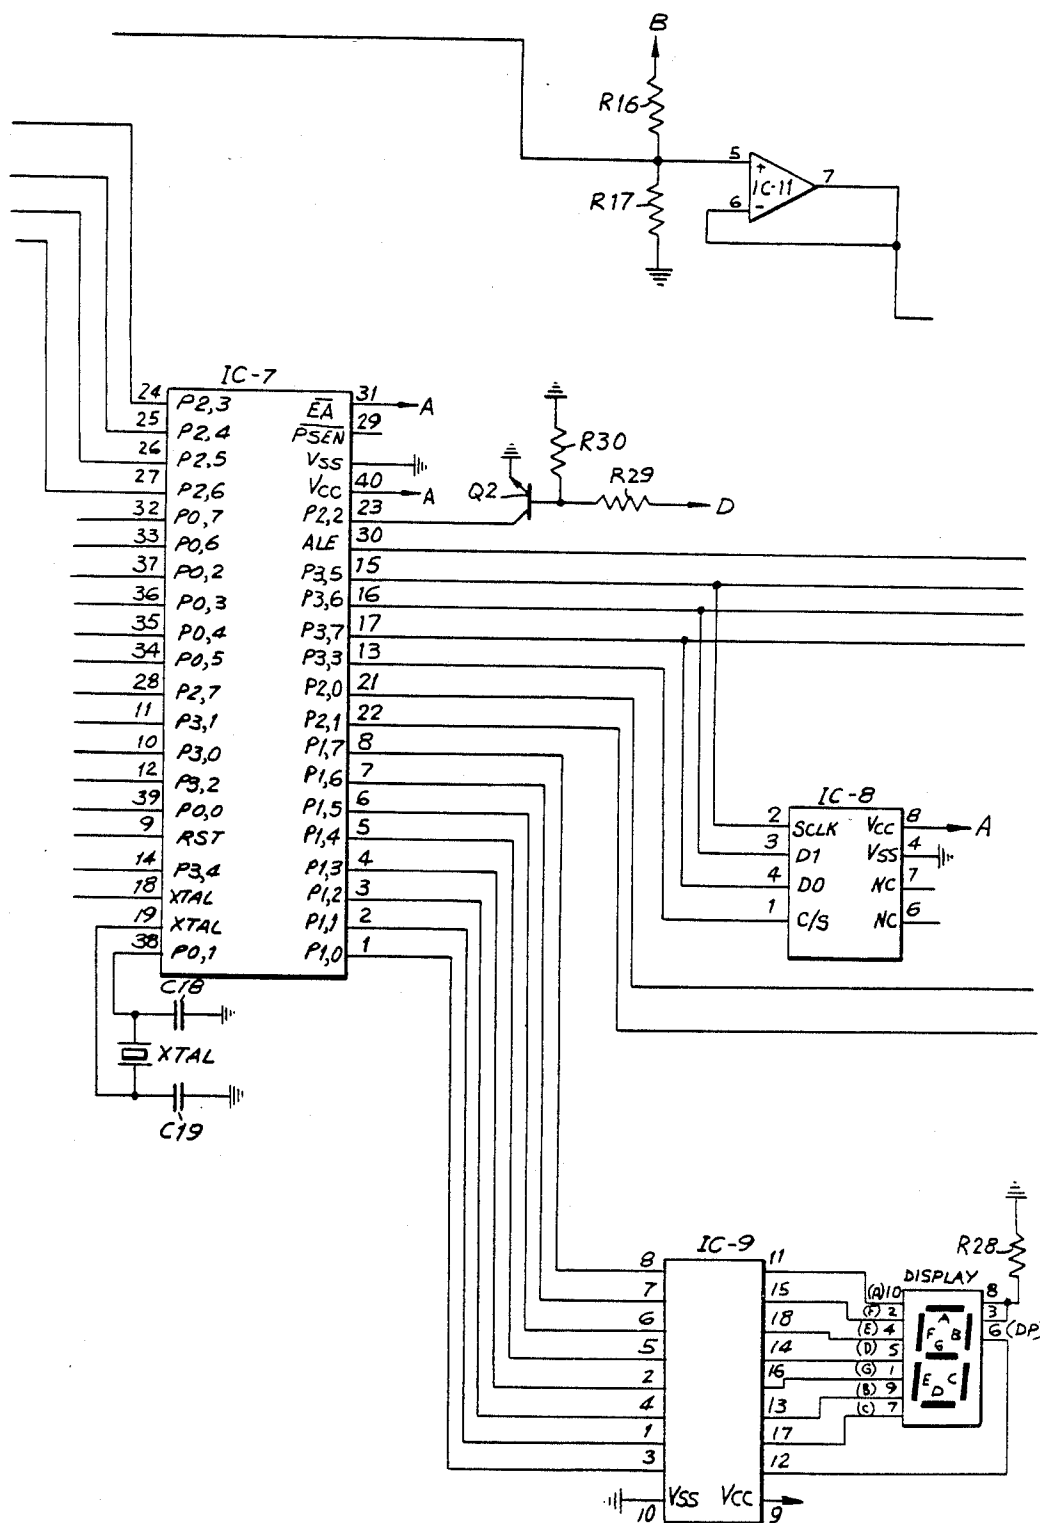 B
R16
5
+
IC-11
7
R17
6
-
IC-7
24 P2,3 EA 31 A
25 P2,4 PSEN 29
26 P2,5 VSS
27 P2,6 VCC 40 A
32 P0,7 P2,2 23
33 P0,6 ALE 30
37 P0,2 P3,5 15
36 P0,3 P3,6 16
35 P0,4 P3,7 17
34 P0,5 P3,3 13
28 P2,7 P2,0 21
11 P3,1 P2,1 22
10 P3,0 P1,7 8
12 P3,2 P1,6 7
39 P0,0 P1,5 6
9 RST P1,4 5
14 P3,4 P1,3 4
18 XTAL P1,2 3
19 XTAL P1,1 2
38 P0,1 P1,0 1
R30
R29
Q2
D
IC-8
2 SCLK VCC 8 A
3 D1 VSS 4
4 D0 NC 7
1 C/S NC 6
C18
XTAL
C19
IC-9
R28
DISPLAY
8 11 (A) 10 8
7 15 (F) 2 3
6 18 (E) 4 6 (DP)
5 14 (D) 5
2 16 (G) 1
4 13 (B) 9
1 17 (C) 7
3 12
A
F B
G
E C
D
10 VSS VCC 9